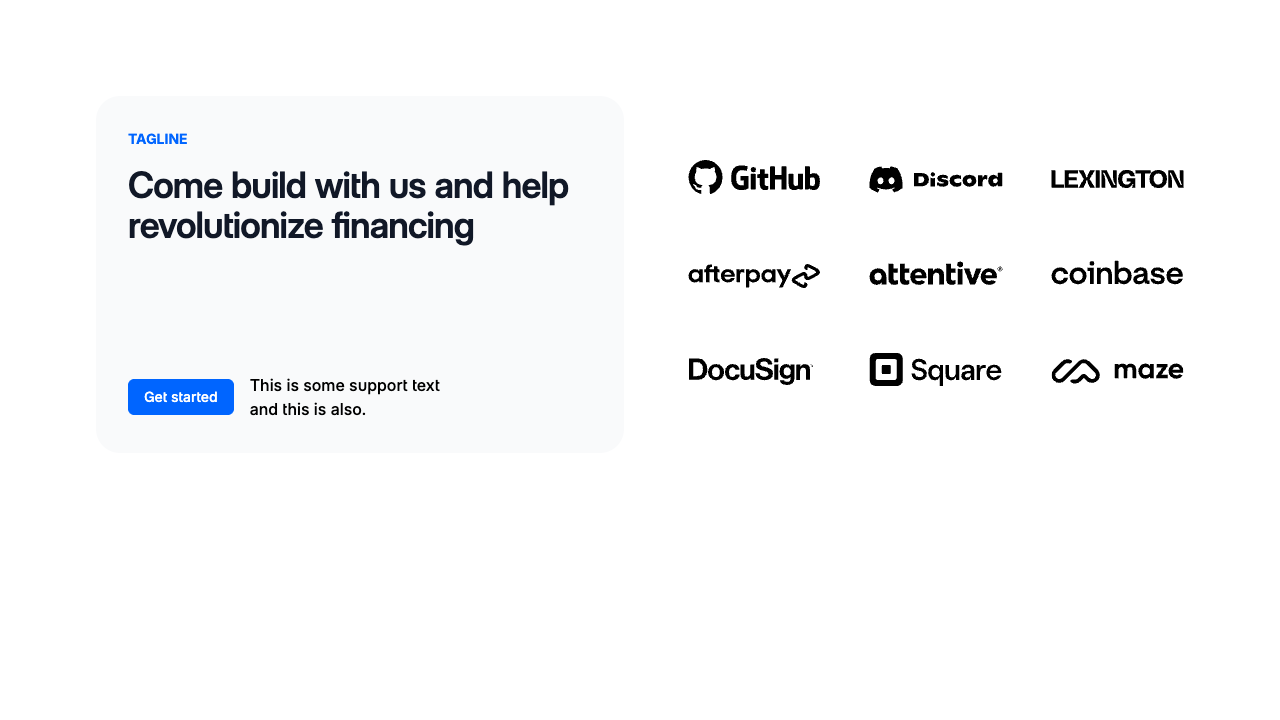 TAGLINE
Come build with us and help
revolutionize financing
Get started
This is some support text
and this is also.
GitHub
Discord
LEXINGTON
afterpay
attentive®
coinbase
DocuSign
Square
maze